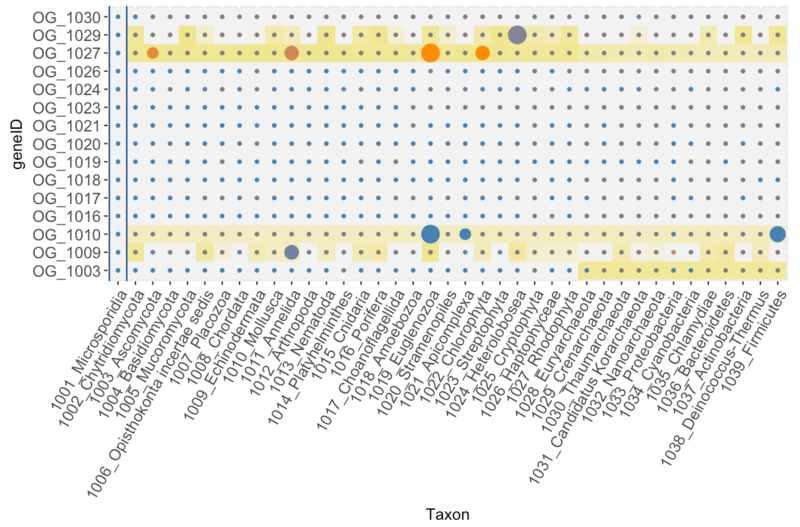 OG_1030
OG_1029
OG_1027
OG_1026
OG_1024
OG_1023
OG_1021
OG_1020
OG_1019
OG_1018
OG_1017
OG_1016
OG_1010
OG_1009
OG_1003
geneID
1001_Microsporidia
1002_Chytridiomycota
1003_Ascomycota
1004_Basidiomycota
1005_Mucoromycota
1006_Opisthokonta incertae sedis
1007_Placozoa
1008_Chordata
1009_Echinodermata
1010_Mollusca
1011_Annelida
1012_Arthropoda
1013_Nematoda
1014_Platyhelminthes
1015_Cnidaria
1016_Porifera
1017_Choanoflagellida
1018_Amoebozoa
1019_Euglenozoa
1020_Stramenopiles
1021_Apicomplexa
1022_Chlorophyta
1023_Streptophyta
1024_Heterolobosea
1025_Cryptophyta
1026_Haptophyceae
1027_Rhodophyta
1028_Euryarchaeota
1029_Crenarchaeota
1030_Thaumarchaeota
1031_Candidatus Korarchaeota
1032_Nanoarchaeota
1033_Proteobacteria
1034_Cyanobacteria
1035_Chlamydiae
1036_Bacteroidetes
1037_Actinobacteria
1038_Deinococcus-Thermus
1039_Firmicutes
Taxon